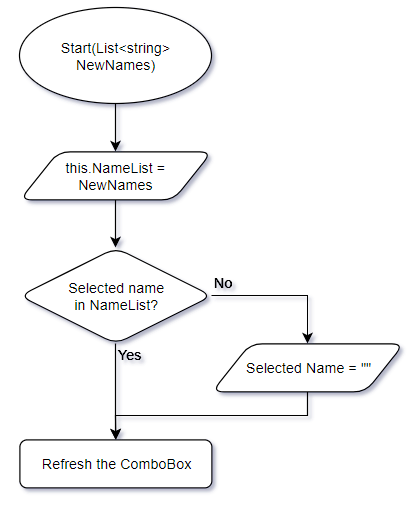 Start(List<string>
NewNames)
this.NameList =
NewNames
Selected name
in NameList?
No
Yes
Selected Name = ""
Refresh the ComboBox